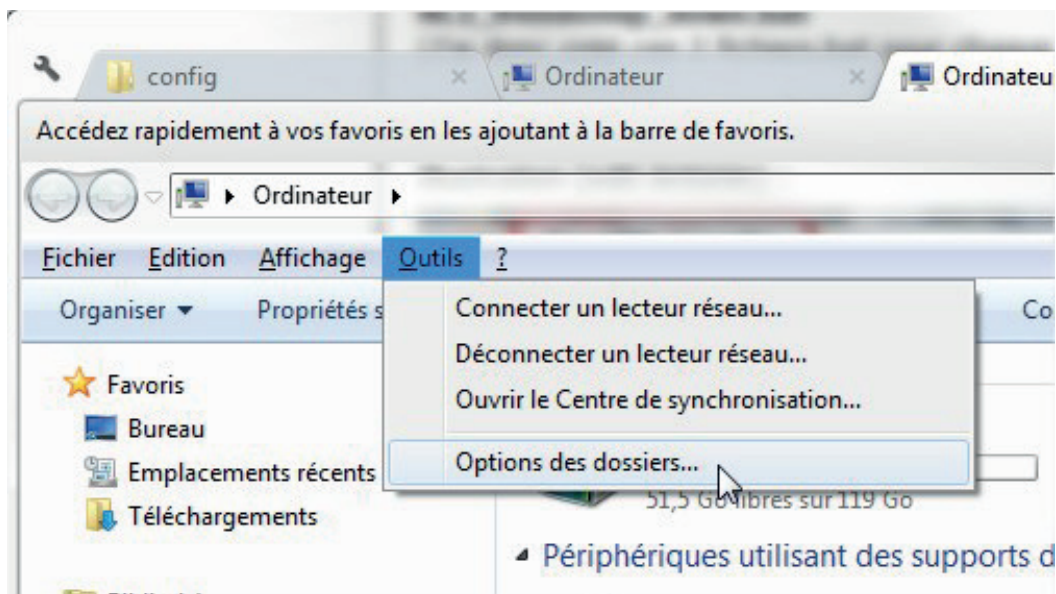 config
Ordinateur
Ordinateu
Accédez rapidement à vos favoris en les ajoutant à la barre de favoris.
Ordinateur
Fichier Edition Affichage Outils ?
Organiser Propriétés s Co
Connecter un lecteur réseau...
Déconnecter un lecteur réseau...
Ouvrir le Centre de synchronisation...
Options des dossiers...
Favoris
Bureau
Emplacements récents
Téléchargements
51,5 Go libres sur 119 Go
Périphériques utilisant des supports d